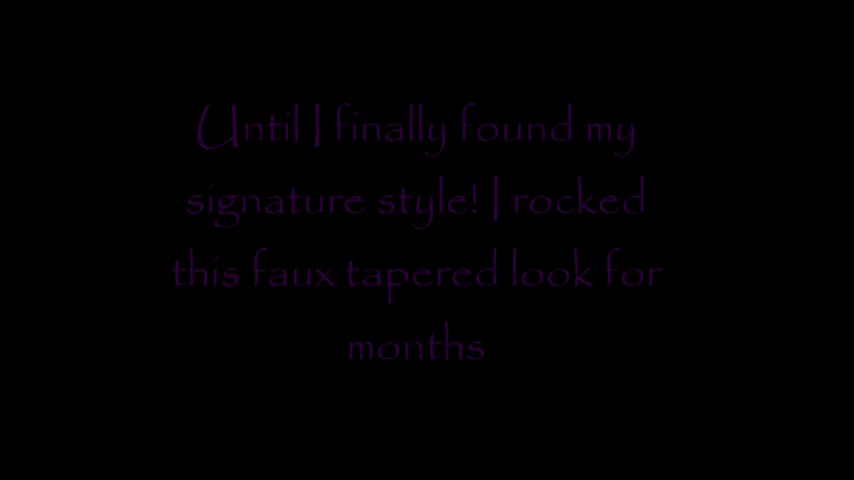 Until I finally found my
signature style! I rocked
this faux tapered look for
months